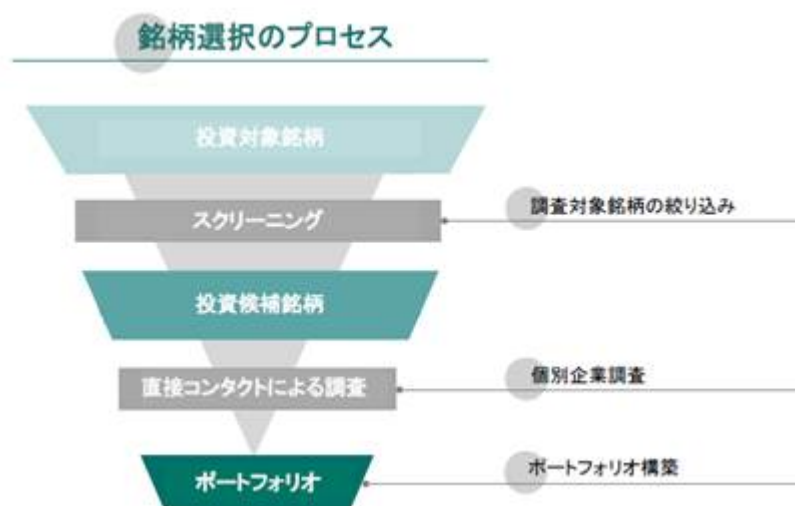 銘柄選択のプロセス
投資対象銘柄
スクリーニング
調査対象銘柄の絞り込み
投資候補銘柄
直接コンタクトによる調査
個別企業調査
ポートフォリオ
ポートフォリオ構築